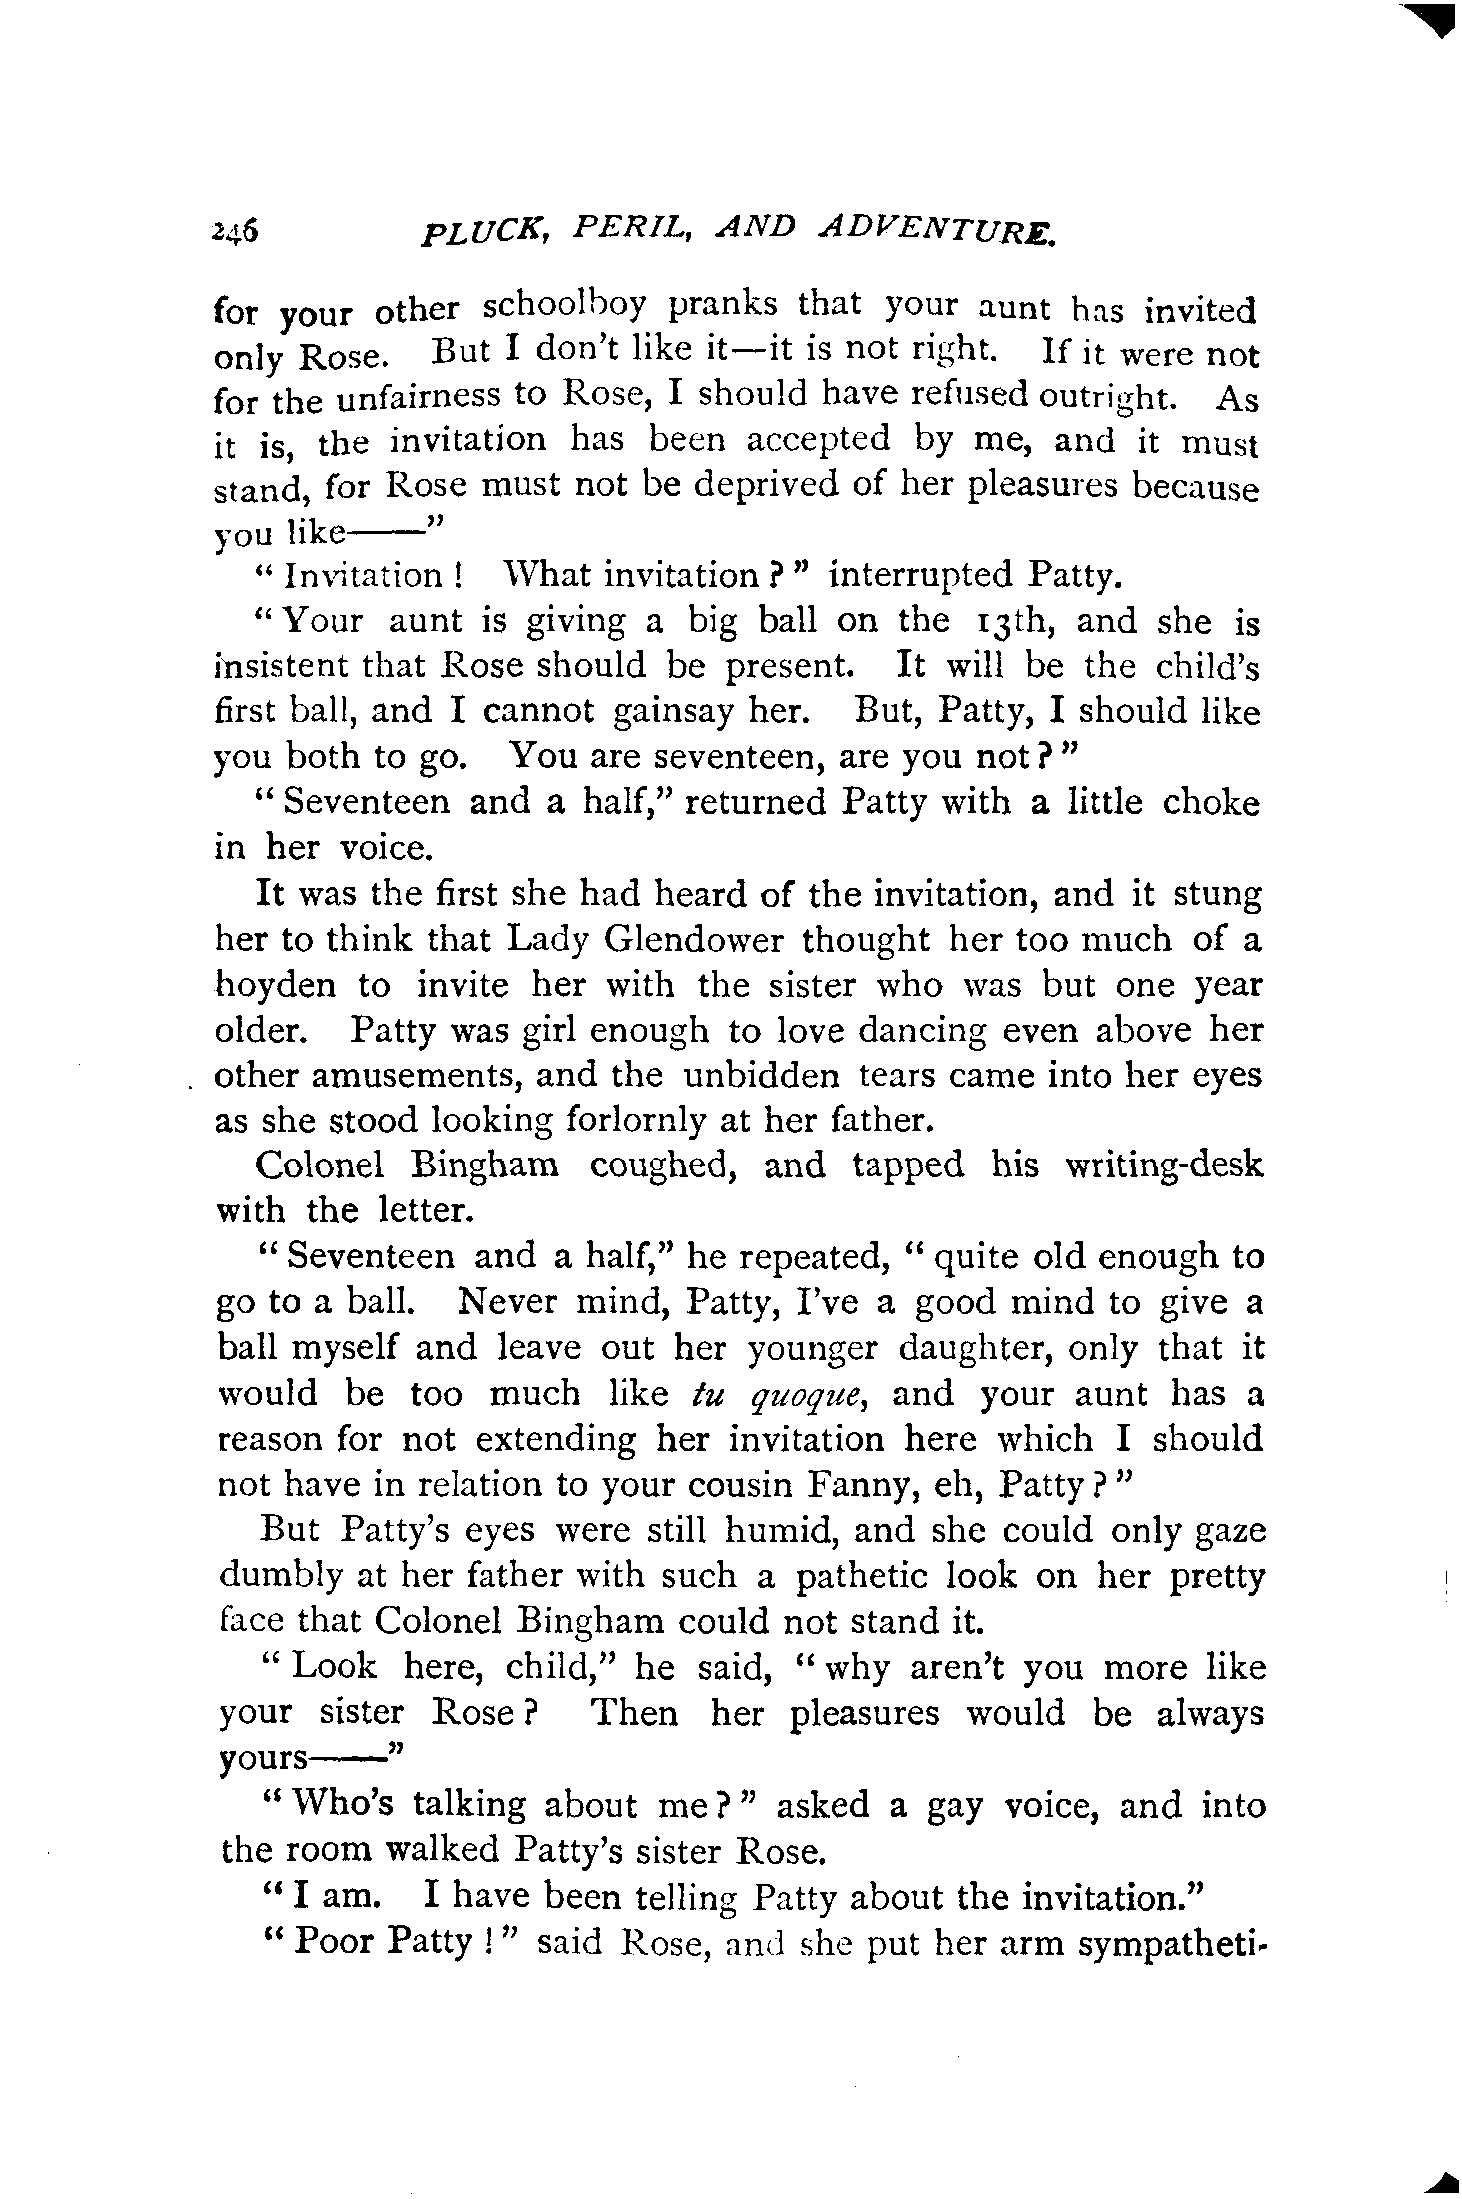 246 PLUCK, PERIL, AND ADVENTURE.
for your other schoolboy pranks that your aunt has invited
only Rose. But I don't like it—it is not right. If it were not
for the unfairness to Rose, I should have refused outright. As
it is, the invitation has been accepted by me, and it must
stand, for Rose must not be deprived of her pleasures because
you like——"
" Invitation ! What invitation ? " interrupted Patty.
" Your aunt is giving a big ball on the 13th, and she is
insistent that Rose should be present. It will be the child's
first ball, and I cannot gainsay her. But, Patty, I should like
you both to go. You are seventeen, are you not ? "
" Seventeen and a half," returned Patty with a little choke
in her voice.
It was the first she had heard of the invitation, and it stung
her to think that Lady Glendower thought her too much of a
hoyden to invite her with the sister who was but one year
older. Patty was girl enough to love dancing even above her
other amusements, and the unbidden tears came into her eyes
as she stood looking forlornly at her father.
Colonel Bingham coughed, and tapped his writing-desk
with the letter.
" Seventeen and a half," he repeated, " quite old enough to
go to a ball. Never mind, Patty, I've a good mind to give a
ball myself and leave out her younger daughter, only that it
would be too much like tu quoque, and your aunt has a
reason for not extending her invitation here which I should
not have in relation to your cousin Fanny, eh, Patty ? "
But Patty's eyes were still humid, and she could only gaze
dumbly at her father with such a pathetic look on her pretty
face that Colonel Bingham could not stand it.
" Look here, child," he said, " why aren't you more like
your sister Rose ? Then her pleasures would be always
yours——"
" Who's talking about me ? " asked a gay voice, and into
the room walked Patty's sister Rose.
" I am. I have been telling Patty about the invitation."
" Poor Patty ! " said Rose, and she put her arm sympatheti-